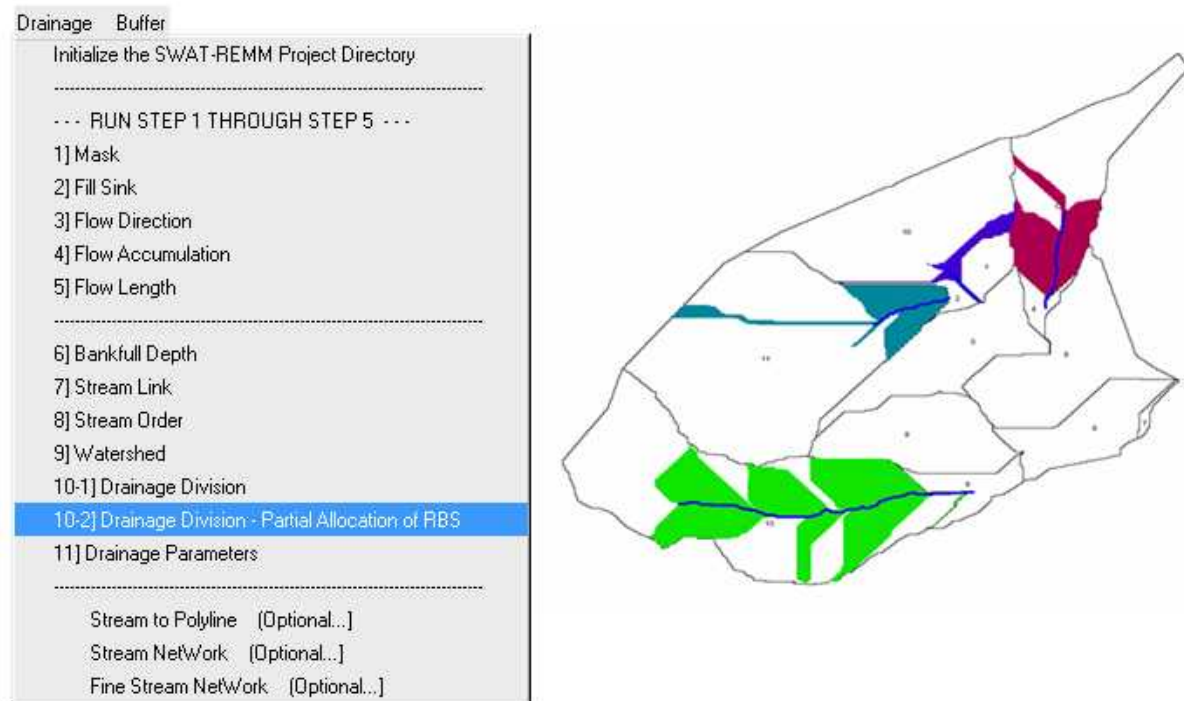 Drainage Buffer
Initialize the SWAT-REMM Project Directory
--- RUN STEP 1 THROUGH STEP 5 ---
1] Mask
2] Fill Sink
3] Flow Direction
4] Flow Accumulation
5] Flow Length
6] Bankfull Depth
7] Stream Link
8] Stream Order
9] Watershed
10-1] Drainage Division
10-2] Drainage Division - Partial Allocation of RBS
11] Drainage Parameters
Stream to Polyline (Optional...]
Stream NetWork (Optional...]
Fine Stream NetWork (Optional...]